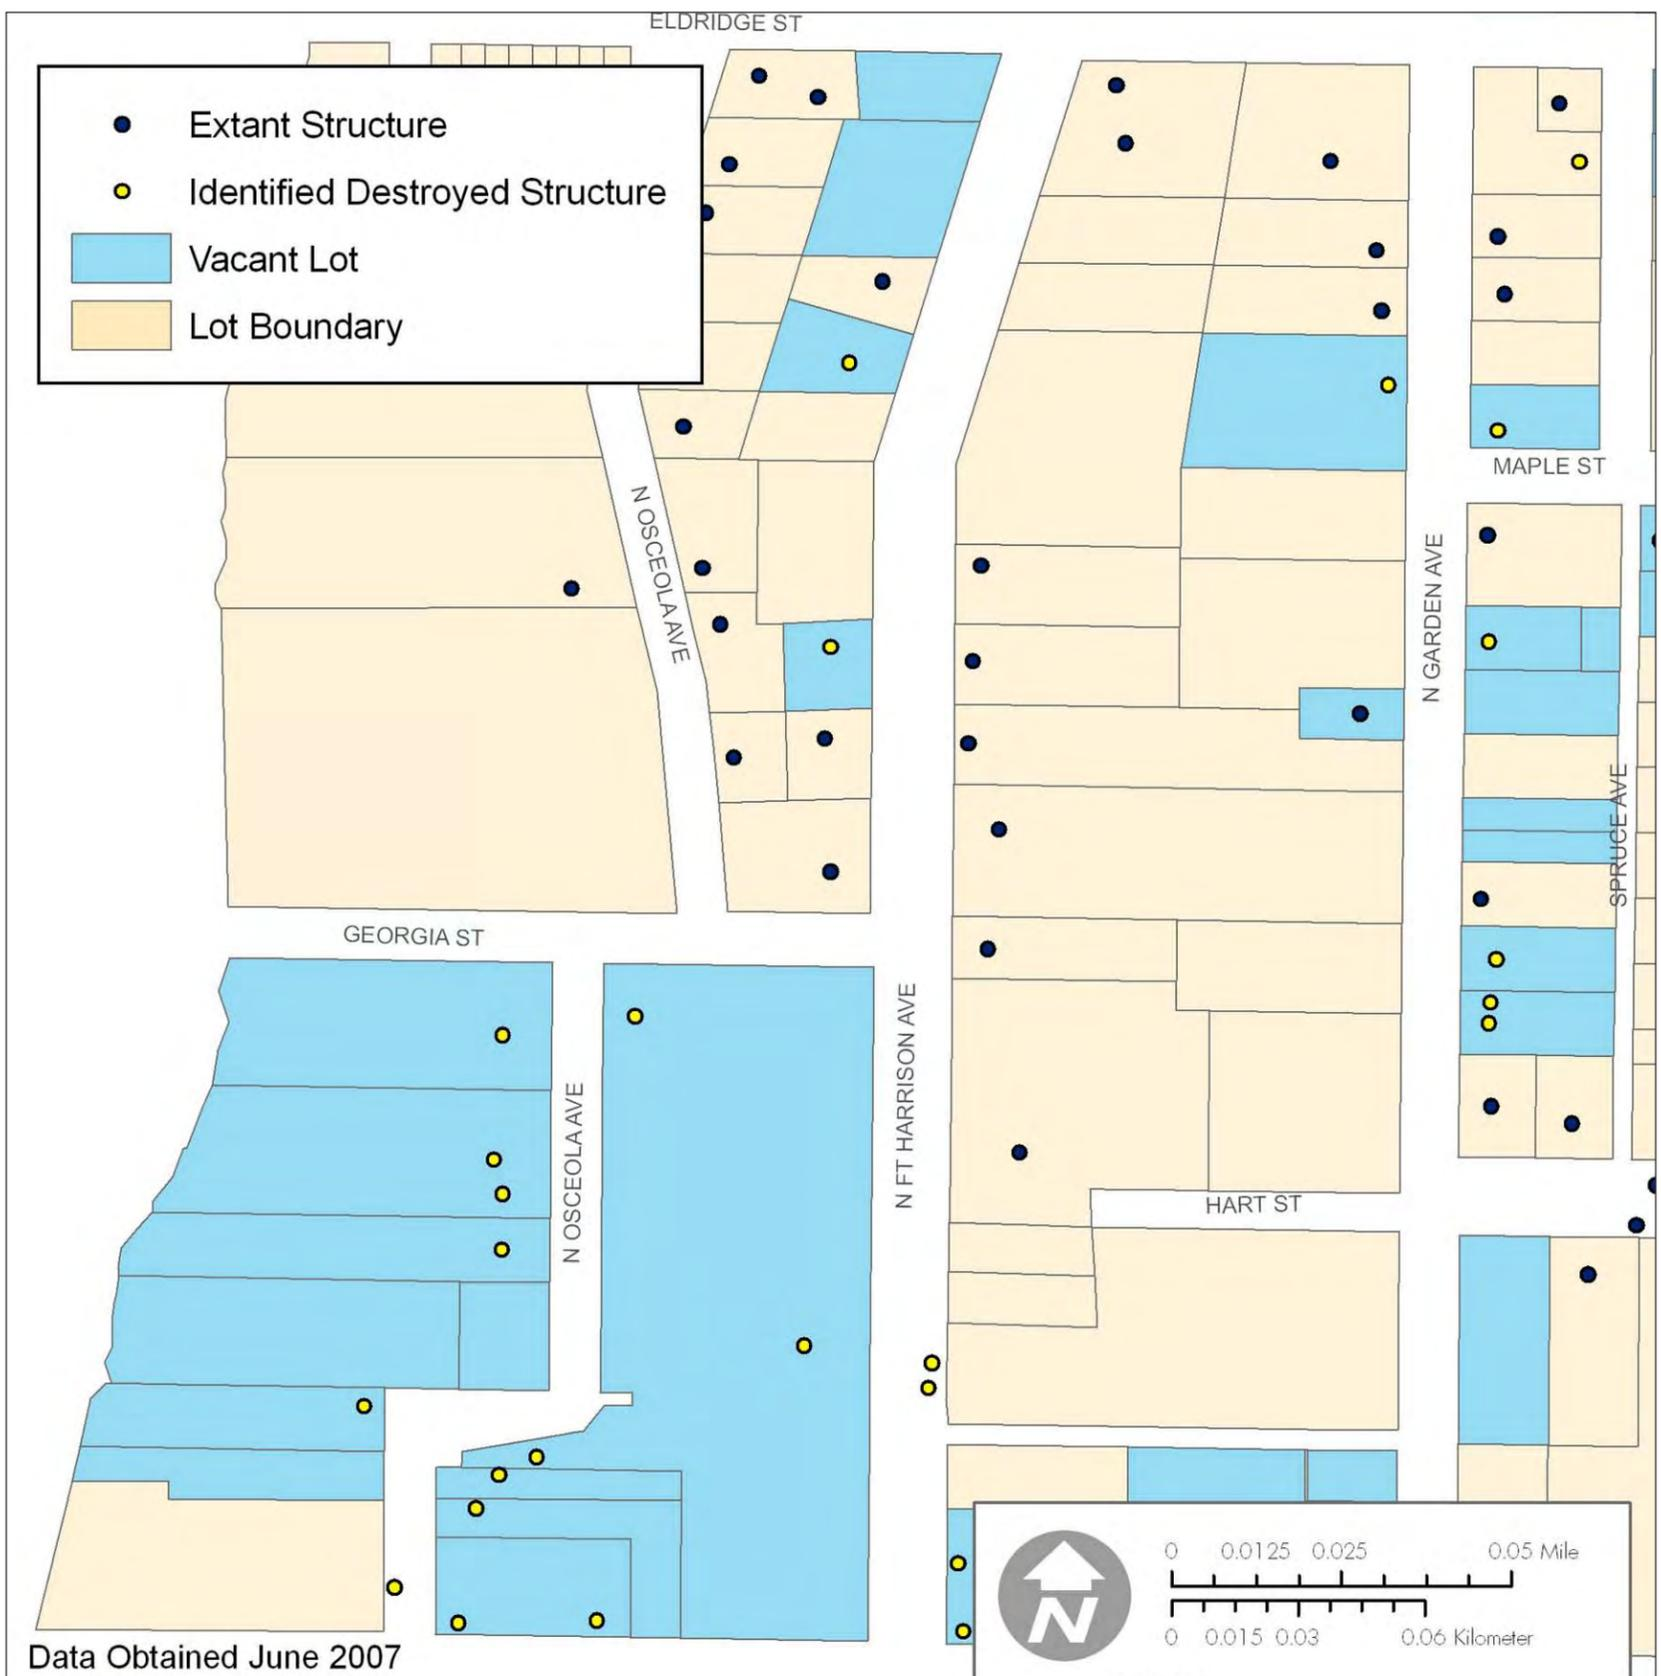 ELDRIDGE ST
Extant Structure
Identified Destroyed Structure
Vacant Lot
Lot Boundary
MAPLE ST
N OSCEOLA AVE
N GARDEN AVE
SPRUCE AVE
GEORGIA ST
N OSCEOLA AVE
N FT HARRISON AVE
HART ST
0 0.0125 0.025 0.05 Mile
N
0 0.015 0.03 0.06 Kilometer
Data Obtained June 2007